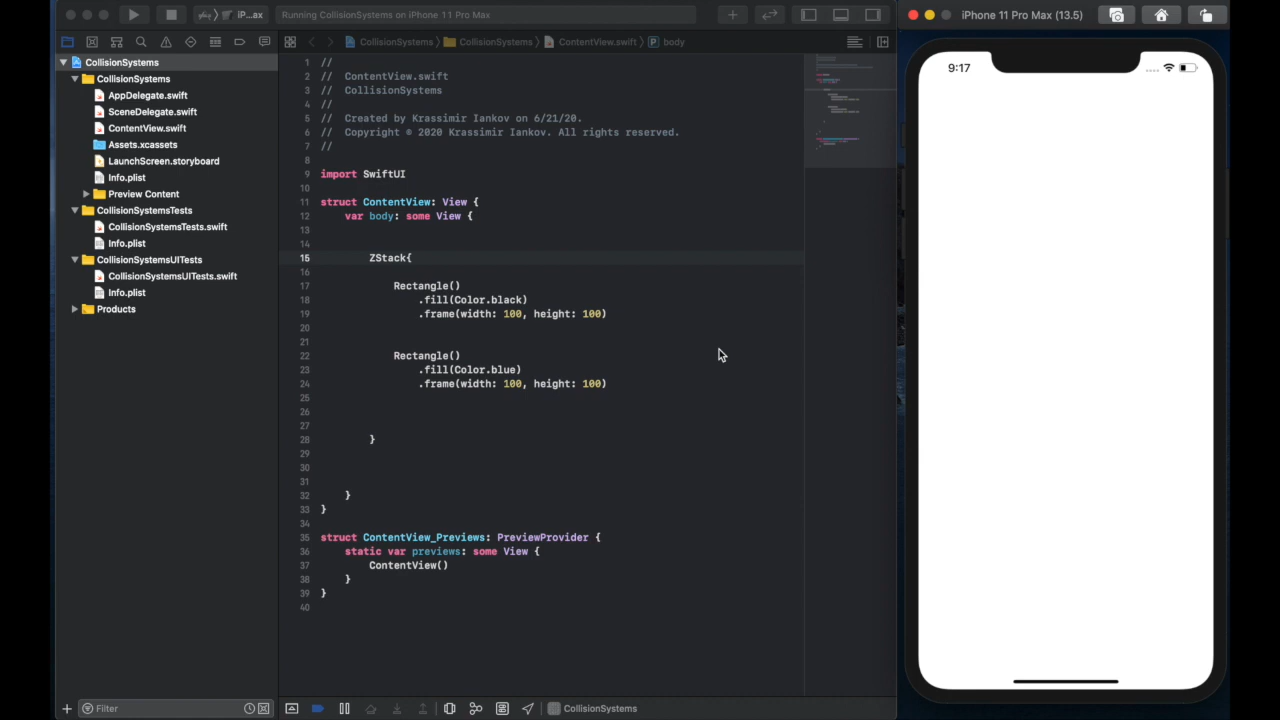 iP...ax
Running CollisionSystems on iPhone 11 Pro Max
iPhone 11 Pro Max (13.5)
CollisionSystems
CollisionSystems
ContentView.swift
body
CollisionSystems
CollisionSystems
AppDelegate.swift
SceneDelegate.swift
ContentView.swift
Assets.xcassets
LaunchScreen.storyboard
Info.plist
Preview Content
CollisionSystemsTests
CollisionSystemsTests.swift
Info.plist
CollisionSystemsUITests
CollisionSystemsUITests.swift
Info.plist
Products
1 //
2 // ContentView.swift
3 // CollisionSystems
4 //
5 // Created by Krassimir Iankov on 6/21/20.
6 // Copyright © 2020 Krassimir Iankov. All rights reserved.
7 //
8
9 import SwiftUI
10
11 struct ContentView: View {
12 var body: some View {
13
14
15 ZStack{
16
17 Rectangle()
18 .fill(Color.black)
19 .frame(width: 100, height: 100)
20
21
22 Rectangle()
23 .fill(Color.blue)
24 .frame(width: 100, height: 100)
25
26
27
28 }
29
30
31
32 }
33 }
34
35 struct ContentView_Previews: PreviewProvider {
36 static var previews: some View {
37 ContentView()
38 }
39 }
40
9:17
Filter
CollisionSystems